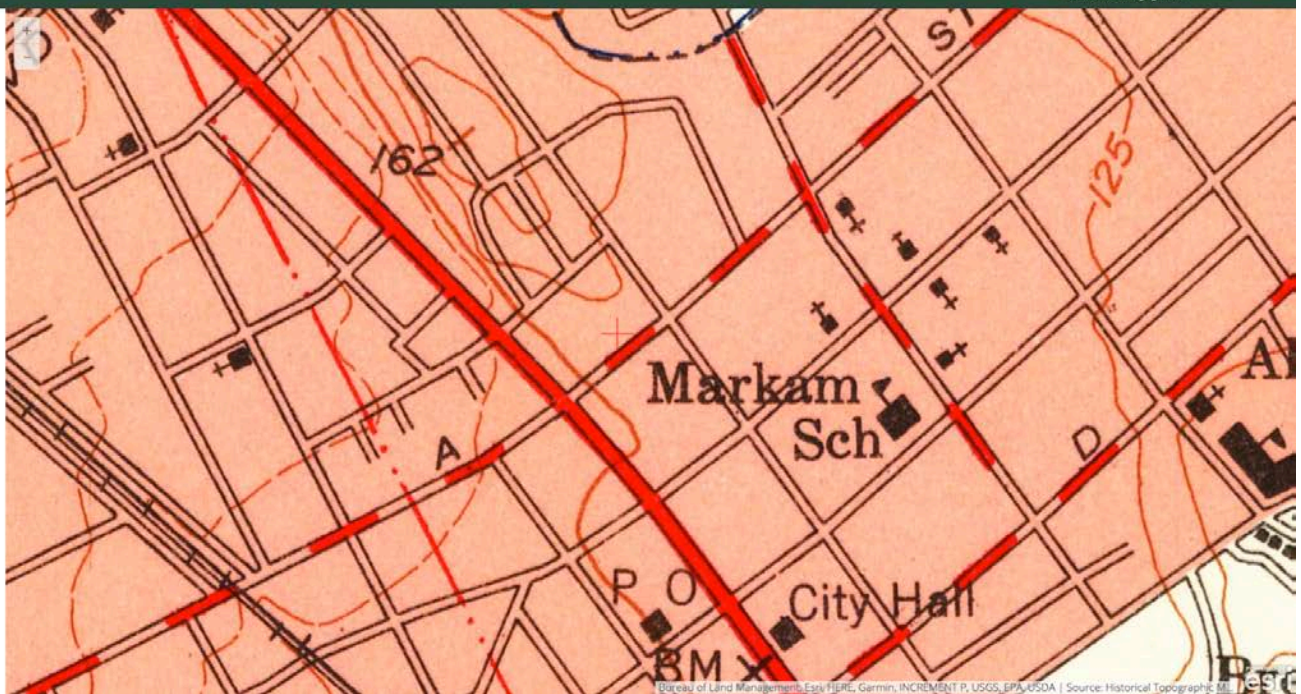 ST
162
125
Markam
Sch
A
D
P O
City Hall
BM X
Bureau of Land Management, Esri, HERE, Garmin, INCREMENT P, USGS, EPA, USDA | Source: Historical Topographic M
esri